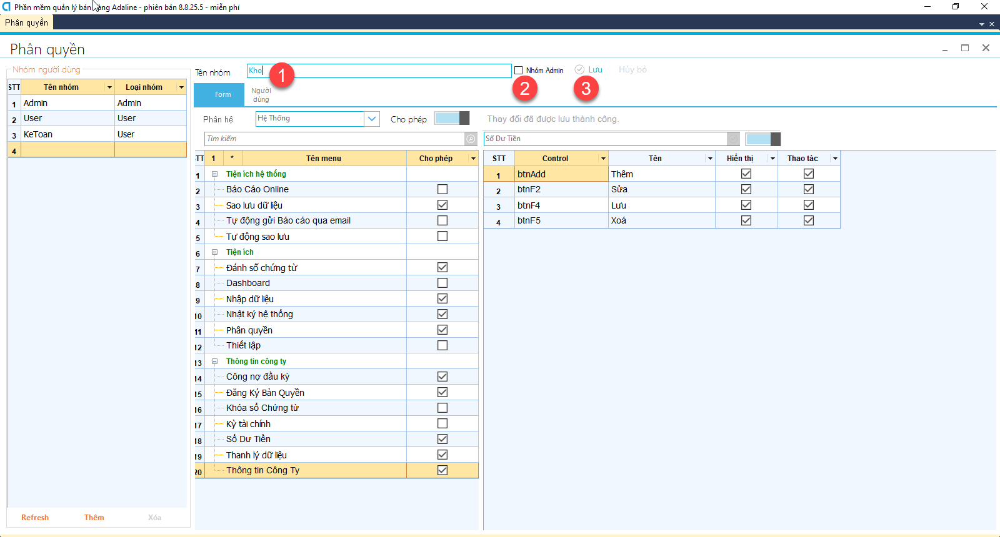 Phần mềm quản lý bán hàng Adaline - phiên bản 8.8.25.5 - miễn phí
Phân quyền
Phân quyền
Nhóm người dùng
STT Tên nhóm Loại nhóm
1 Admin Admin
2 User User
3 KeToan User
4
Refresh Thêm Xóa
Tên nhóm Kho 1 Nhóm Admin Lưu Hủy bỏ
2 3
Form Người dùng
Phân hệ Hệ Thống Cho phép Thay đổi đã được lưu thành công.
Tìm kiếm Số Dư Tiền
STT 1 * Tên menu Cho phép
1 Tiện ích hệ thống
2 Báo Cáo Online
3 Sao lưu dữ liệu
4 Tự động gửi Báo cáo qua email
5 Tự động sao lưu
6 Tiện ích
7 Đánh số chứng từ
8 Dashboard
9 Nhập dữ liệu
10 Nhật ký hệ thống
11 Phân quyền
12 Thiết lập
13 Thông tin công ty
14 Công nợ đầu kỳ
15 Đăng Ký Bản Quyền
16 Khóa sổ Chứng từ
17 Kỳ tài chính
18 Số Dư Tiền
19 Thanh lý dữ liệu
20 Thông tin Công Ty
STT Control Tên Hiển thị Thao tác
1 btnAdd Thêm
2 btnF2 Sửa
3 btnF4 Lưu
4 btnF5 Xoá